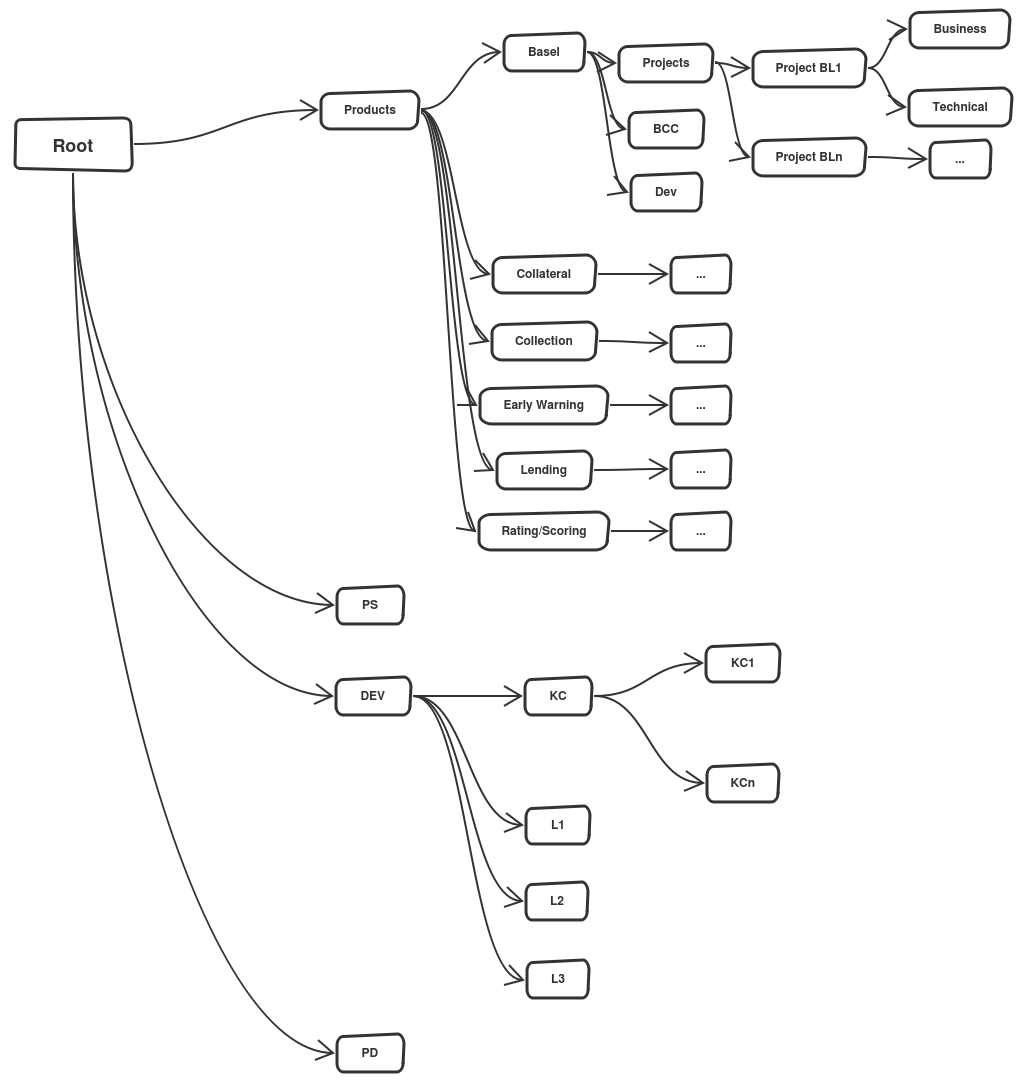 Root
Products
Basel
Projects
Project BL1
Business
Technical
Project BLn
...
BCC
Dev
Collateral
...
Collection
...
Early Warning
...
Lending
...
Rating/Scoring
...
PS
DEV
KC
KC1
KCn
L1
L2
L3
PD